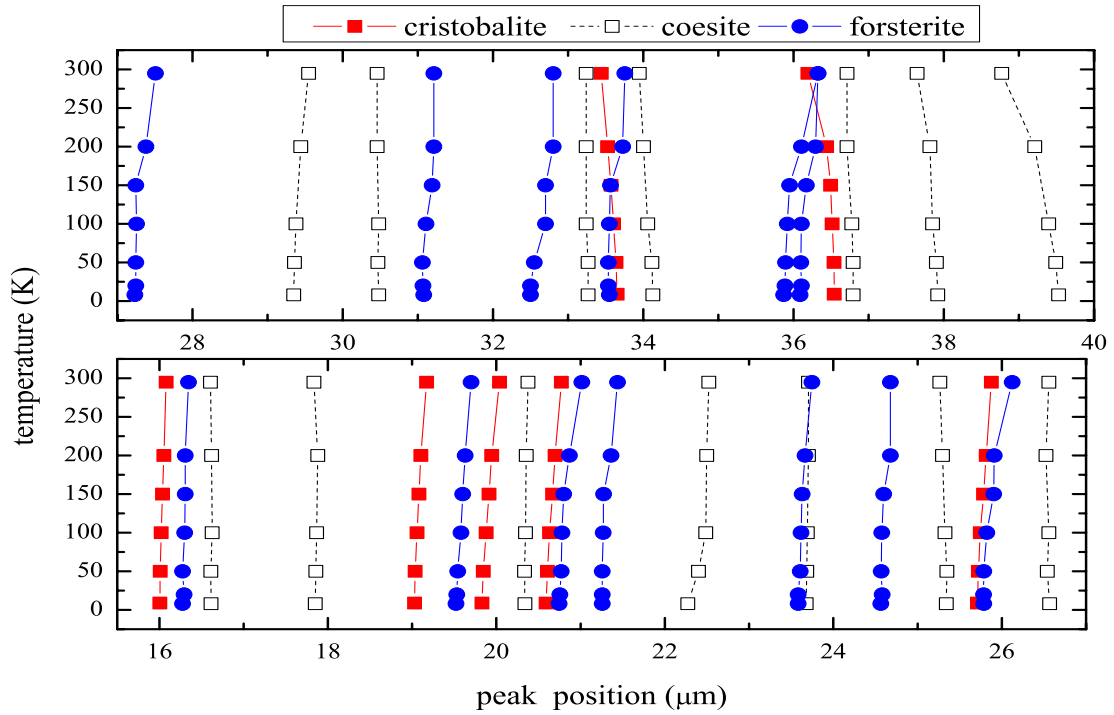 cristobalite coesite forsterite
300
250
200
150
100
50
0
28 30 32 34 36 38 40
temperature (K)
300
250
200
150
100
50
0
16 18 20 22 24 26
peak position (μm)